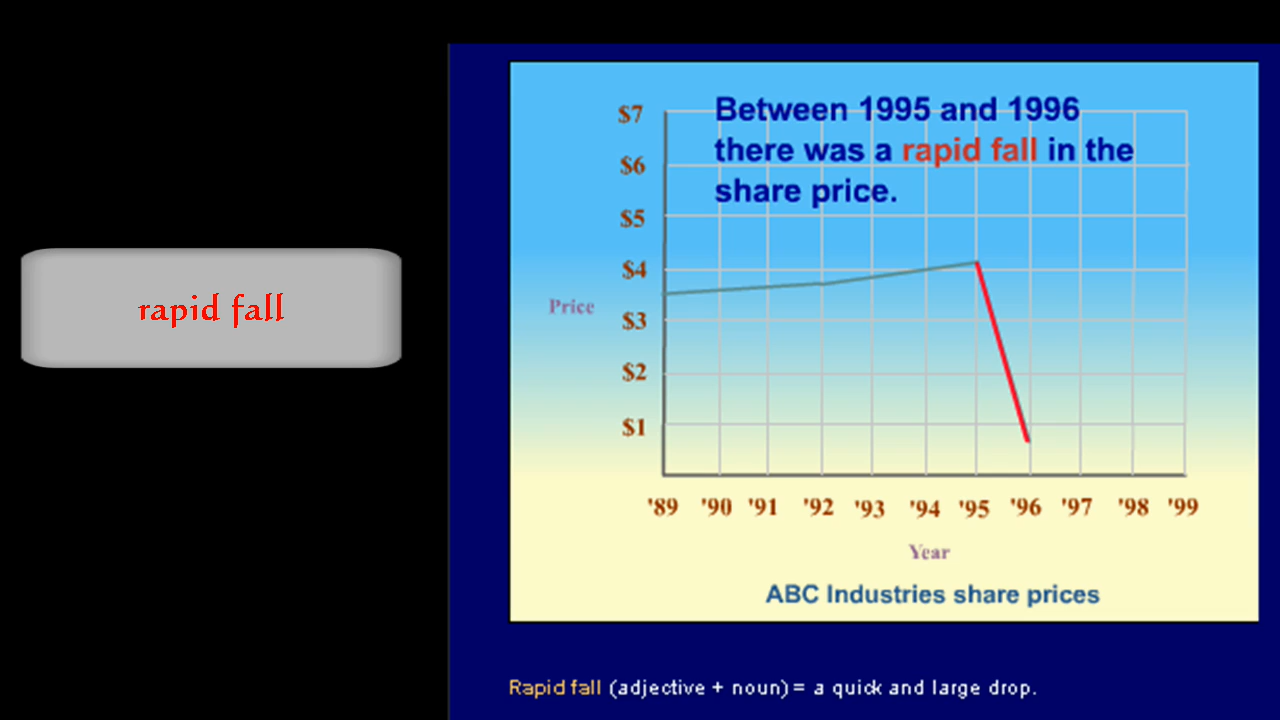 rapid fall
Between 1995 and 1996
there was a rapid fall in the
share price.
$7
$6
$5
$4
Price
$3
$2
$1
'89 '90 '91 '92 '93 '94 '95 '96 '97 '98 '99
Year
ABC Industries share prices
Rapid fall (adjective + noun) = a quick and large drop.